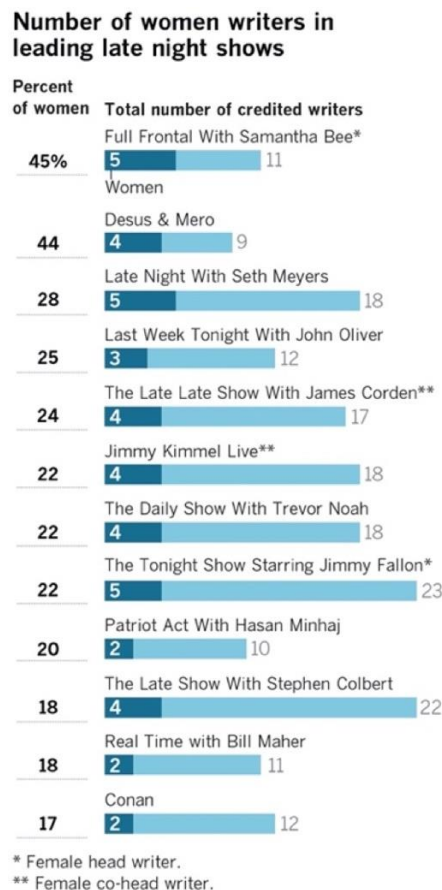 Number of women writers in
leading late night shows
Percent
of women Total number of credited writers
Full Frontal With Samantha Bee*
45% 5 11
Women
Desus & Mero
44 4 9
Late Night With Seth Meyers
28 5 18
Last Week Tonight With John Oliver
25 3 12
The Late Late Show With James Corden**
24 4 17
Jimmy Kimmel Live**
22 4 18
The Daily Show With Trevor Noah
22 4 18
The Tonight Show Starring Jimmy Fallon*
22 5 23
Patriot Act With Hasan Minhaj
20 2 10
The Late Show With Stephen Colbert
18 4 22
Real Time with Bill Maher
18 2 11
Conan
17 2 12
* Female head writer.
** Female co-head writer.